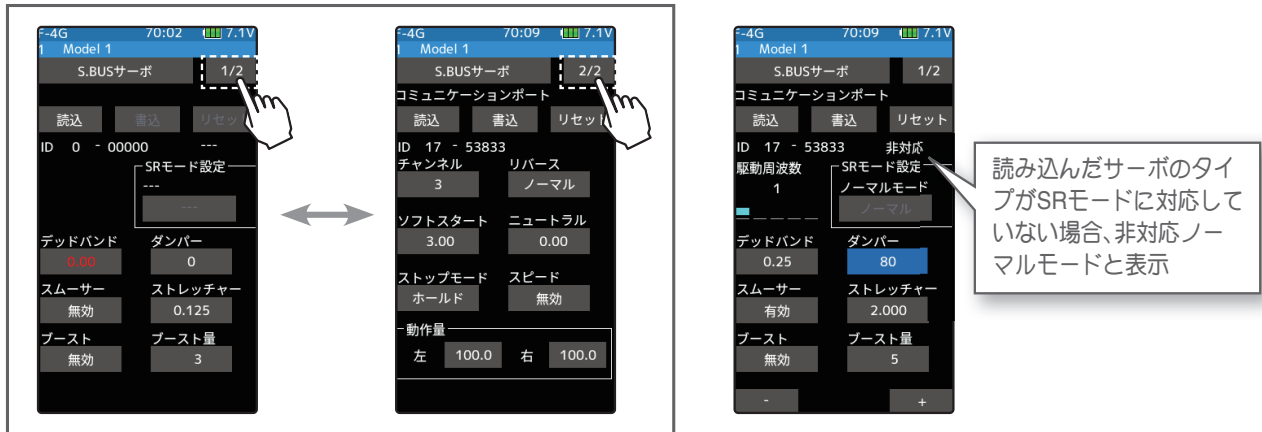 F-4G 70:02 7.1V
1 Model 1
S.BUSサーボ 1/2
読込 書込 リセット
ID 0 - 00000 ---
SRモード設定
---
---
デッドバンド ダンパー
0.00 0
スムーサー ストレッチャー
無効 0.125
ブースト ブースト量
無効 3
F-4G 70:09 7.1V
1 Model 1
S.BUSサーボ 2/2
コミュニケーションポート
読込 書込 リセット
ID 17 - 53833
チャンネル リバース
3 ノーマル
ソフトスタート ニュートラル
3.00 0.00
ストップモード スピード
ホールド 無効
動作量
左 100.0 右 100.0
F-4G 70:09 7.1V
1 Model 1
S.BUSサーボ 1/2
コミュニケーションポート
読込 書込 リセット
ID 17 - 53833 非対応
駆動周波数 SRモード設定
1 ノーマルモード
ノーマル
デッドバンド ダンパー
0.25 80
スムーサー ストレッチャー
有効 2.000
ブースト ブースト量
無効 5
- +
読み込んだサーボのタイ
プがSRモードに対応して
いない場合、非対応ノー
マルモードと表示